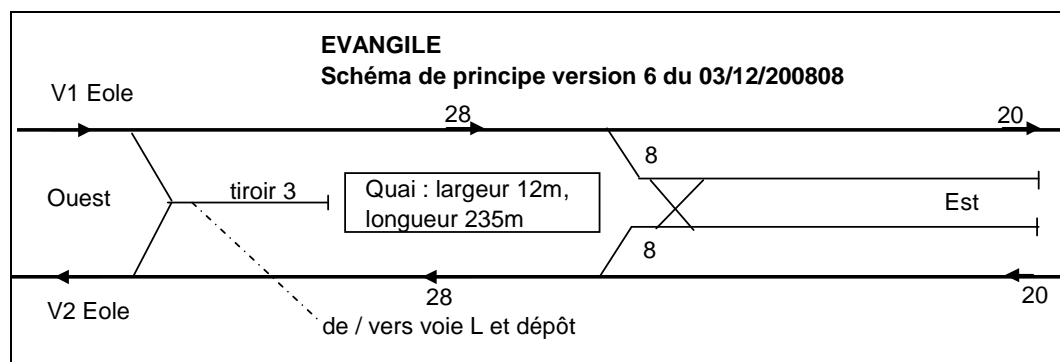 EVANGILE
Schéma de principe version 6 du 03/12/200808
V1 Eole
28
20
8
Ouest
tiroir 3
Quai : largeur 12m,
longueur 235m
Est
8
V2 Eole
28
20
de / vers voie L et dépôt